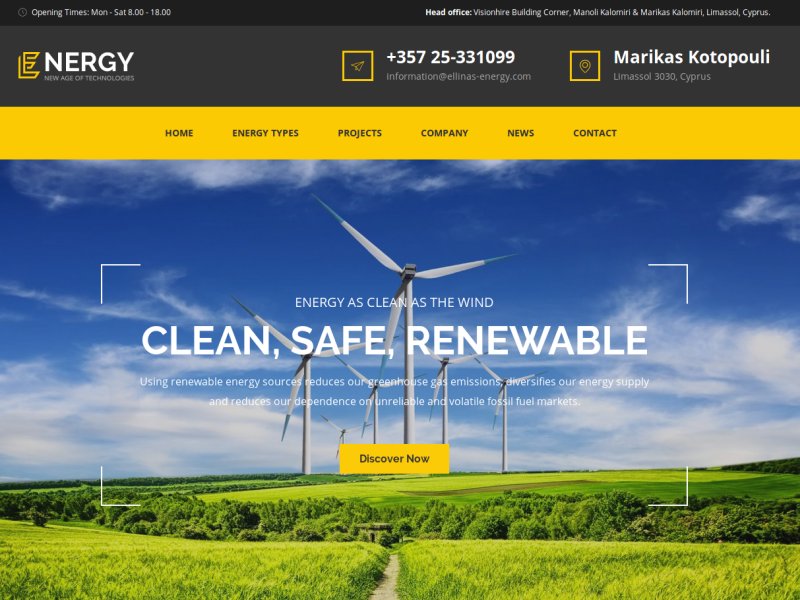 Opening Times: Mon - Sat 8.00 - 18.00
Head office: Visionhire Building Corner, Manoli Kalomiri & Marikas Kalomiri, Limassol, Cyprus.
ENERGY
NEW AGE OF TECHNOLOGIES
+357 25-331099
information@ellinas-energy.com
Marikas Kotopouli
Limassol 3030, Cyprus
HOME ENERGY TYPES PROJECTS COMPANY NEWS CONTACT
ENERGY AS CLEAN AS THE WIND
CLEAN, SAFE, RENEWABLE
Using renewable energy sources reduces our greenhouse gas emissions, diversifies our energy supply
and reduces our dependence on unreliable and volatile fossil fuel markets.
Discover Now